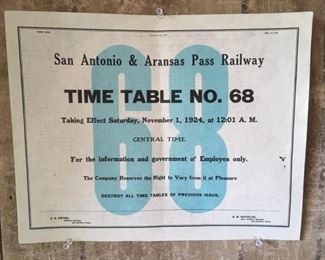 San Antonio & Aransas Pass Railway
68
TIME TABLE NO. 68
Taking Effect Saturday, November 1, 1924, at 12:01 A. M.
CENTRAL TIME.
For the information and government of Employes only.
The Company Reserves the Right to Vary from it at Pleasure
DESTROY ALL TIME TABLES OF PREVIOUS ISSUE.